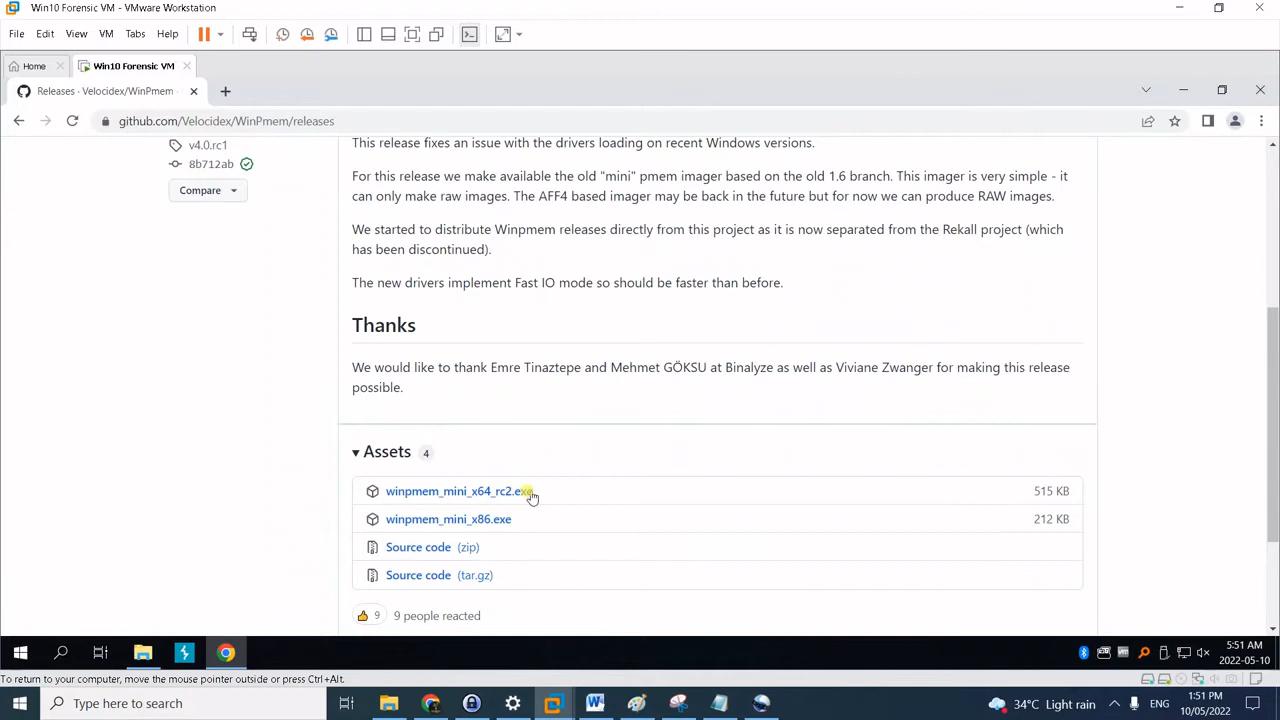 Win10 Forensic VM - VMware Workstation
File Edit View VM Tabs Help
Home Win10 Forensic VM
Releases · Velocidex/WinPmem ·
github.com/Velocidex/WinPmem/releases
v4.0.rc1
8b712ab
Compare
This release fixes an issue with the drivers loading on recent Windows versions.
For this release we make available the old "mini" pmem imager based on the old 1.6 branch. This imager is very simple - it
can only make raw images. The AFF4 based imager may be back in the future but for now we can produce RAW images.
We started to distribute Winpmem releases directly from this project as it is now separated from the Rekall project (which
has been discontinued).
The new drivers implement Fast IO mode so should be faster than before.
Thanks
We would like to thank Emre Tinaztepe and Mehmet GÖKSU at Binalyze as well as Viviane Zwanger for making this release
possible.
Assets 4
winpmem_mini_x64_rc2.exe 515 KB
winpmem_mini_x86.exe 212 KB
Source code (zip)
Source code (tar.gz)
9 9 people reacted
5:51 AM
2022-05-10
To return to your computer, move the mouse pointer outside or press Ctrl+Alt.
Type here to search
34°C Light rain
ENG
1:51 PM
10/05/2022